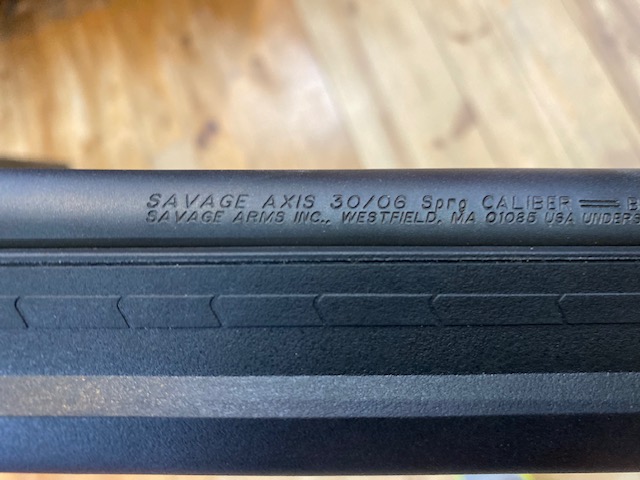 SAVAGE AXIS 30/06 Sprg CALIBER
SAVAGE ARMS INC., WESTFIELD, MA 01085 USA